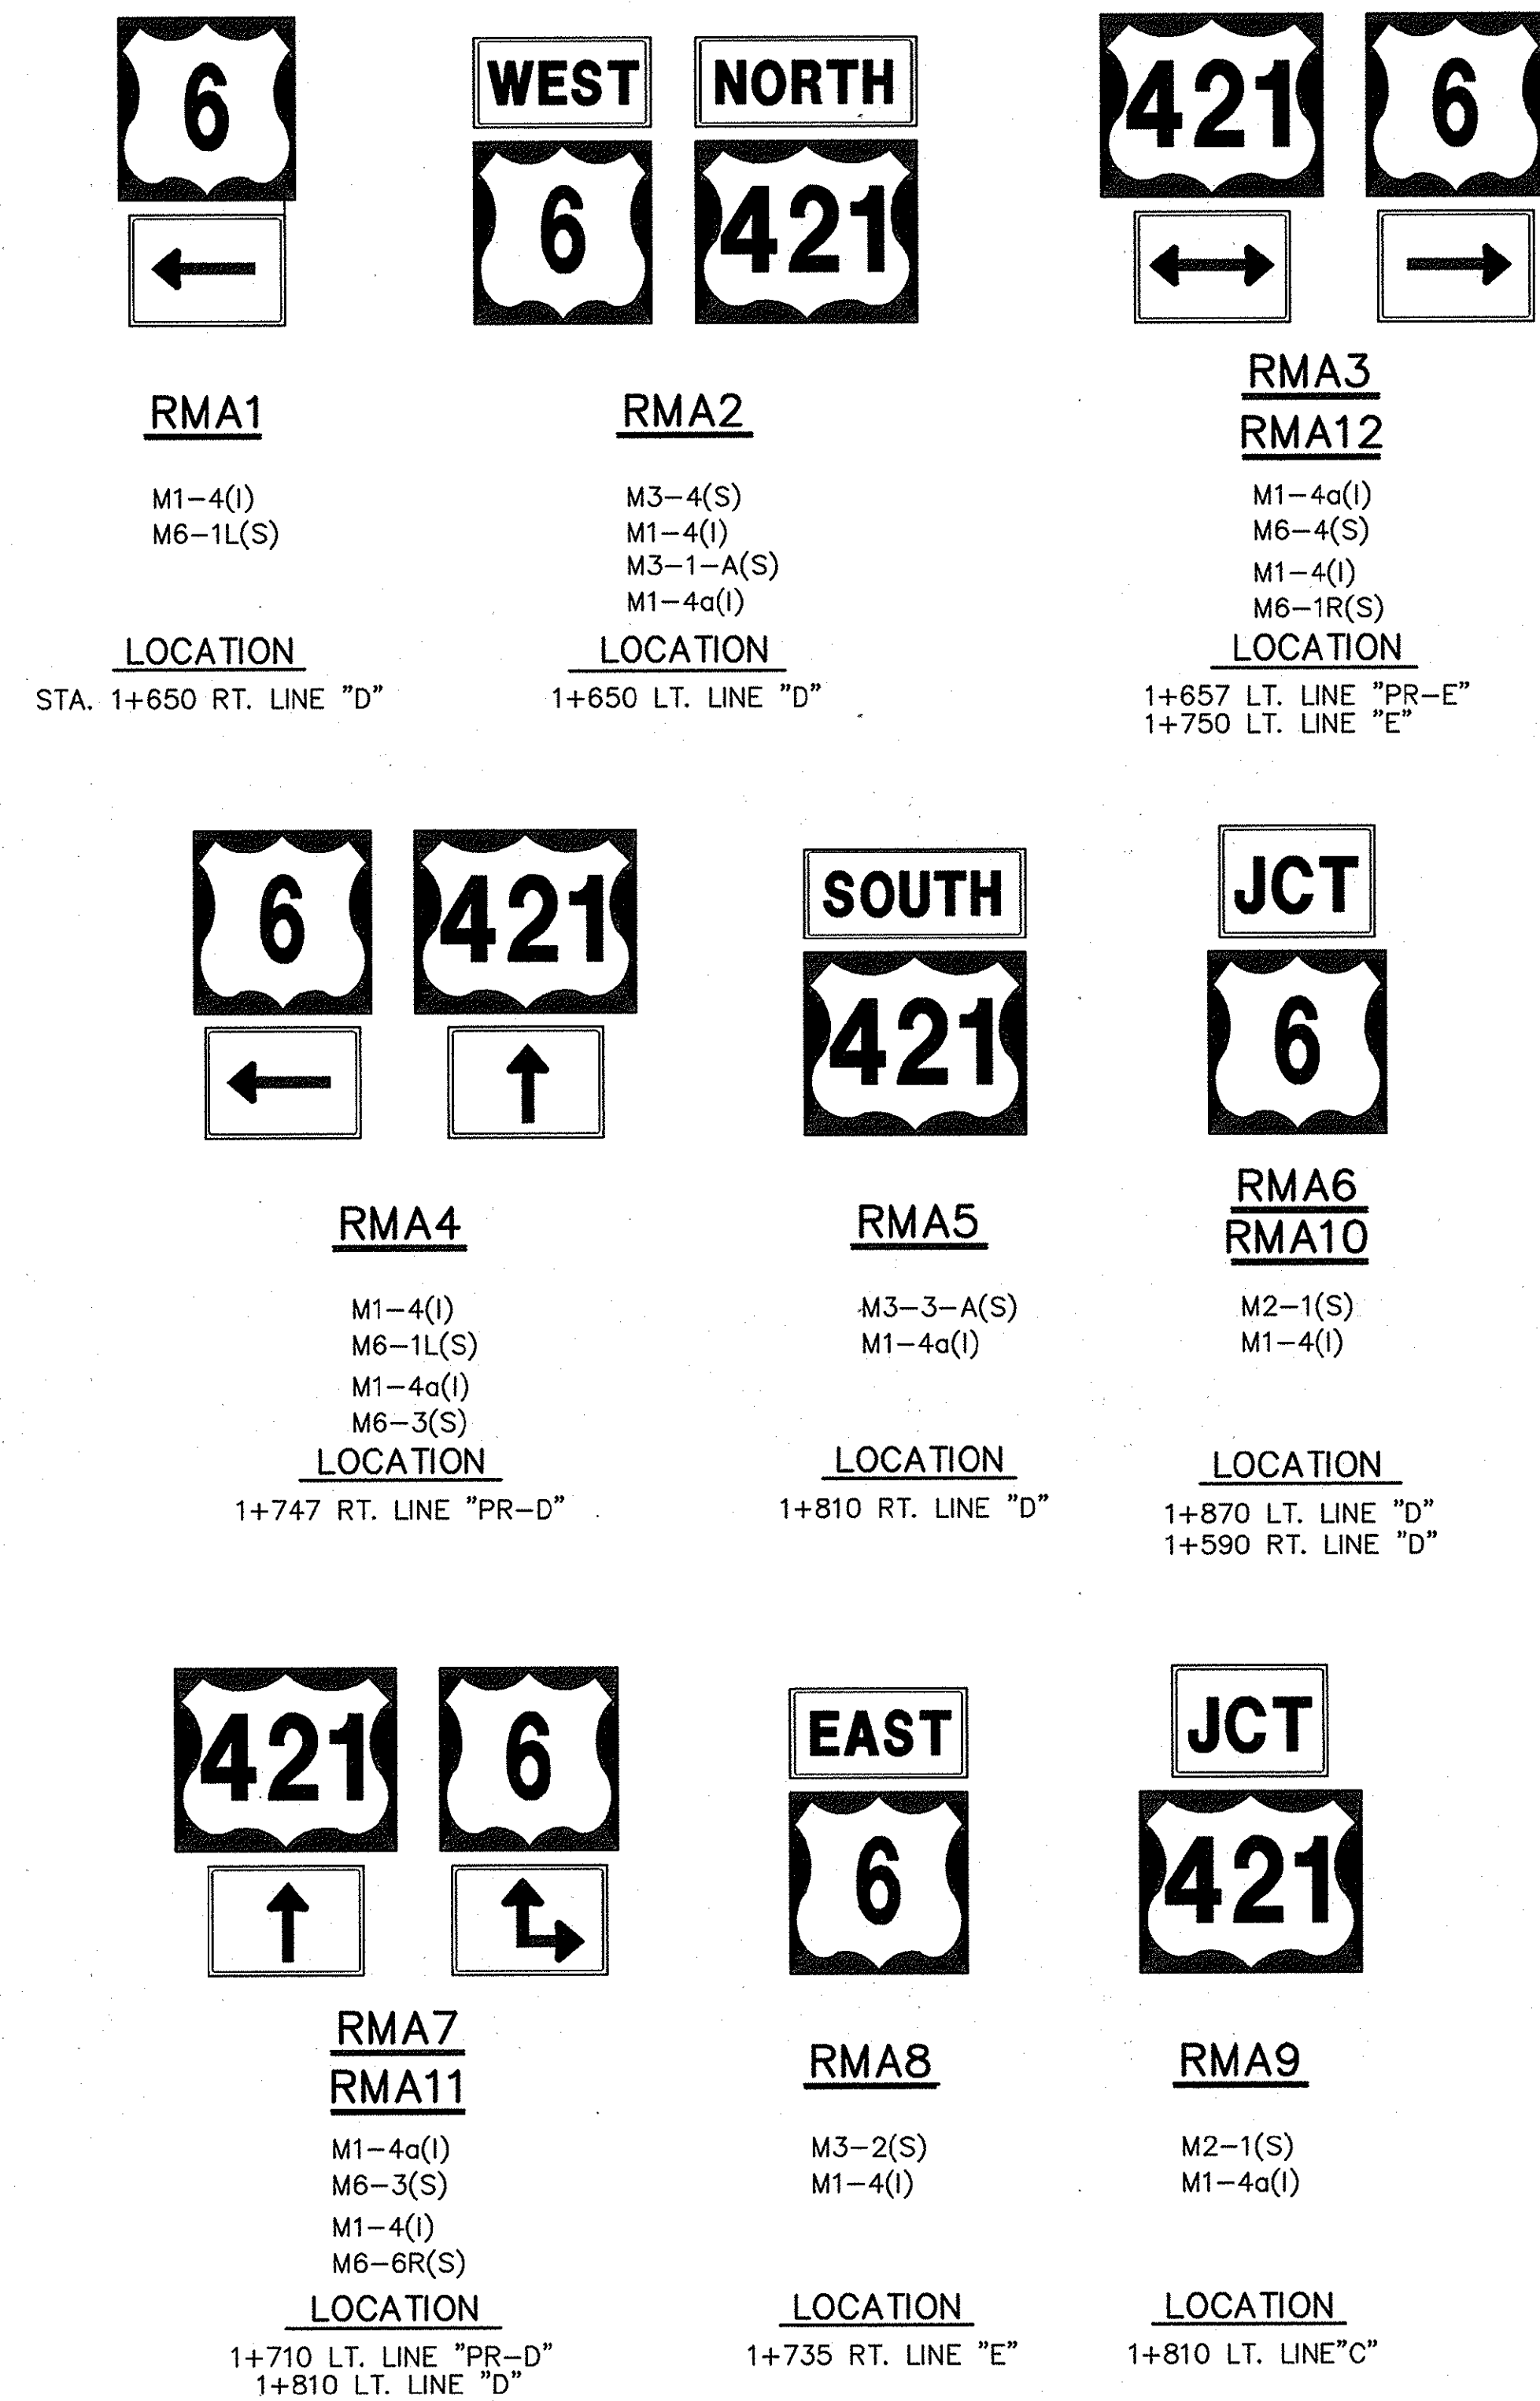 6
RMA1
M1-4(I)
M6-1L(S)
LOCATION
STA. 1+650 RT. LINE "D"
WEST NORTH
6 421
RMA2
M3-4(S)
M1-4(I)
M3-1-A(S)
M1-4a(I)
LOCATION
1+650 LT. LINE "D"
421 6
RMA3
RMA12
M1-4a(I)
M6-4(S)
M1-4(I)
M6-1R(S)
LOCATION
1+657 LT. LINE "PR-E"
1+750 LT. LINE "E"
6 421
RMA4
M1-4(I)
M6-1L(S)
M1-4a(I)
M6-3(S)
LOCATION
1+747 RT. LINE "PR-D"
SOUTH
421
RMA5
M3-3-A(S)
M1-4a(I)
LOCATION
1+810 RT. LINE "D"
JCT
6
RMA6
RMA10
M2-1(S)
M1-4(I)
LOCATION
1+870 LT. LINE "D"
1+590 RT. LINE "D"
421 6
RMA7
RMA11
M1-4a(I)
M6-3(S)
M1-4(I)
M6-6R(S)
LOCATION
1+710 LT. LINE "PR-D"
1+810 LT. LINE "D"
EAST
6
RMA8
M3-2(S)
M1-4(I)
LOCATION
1+735 RT. LINE "E"
JCT
421
RMA9
M2-1(S)
M1-4a(I)
LOCATION
1+810 LT. LINE"C"